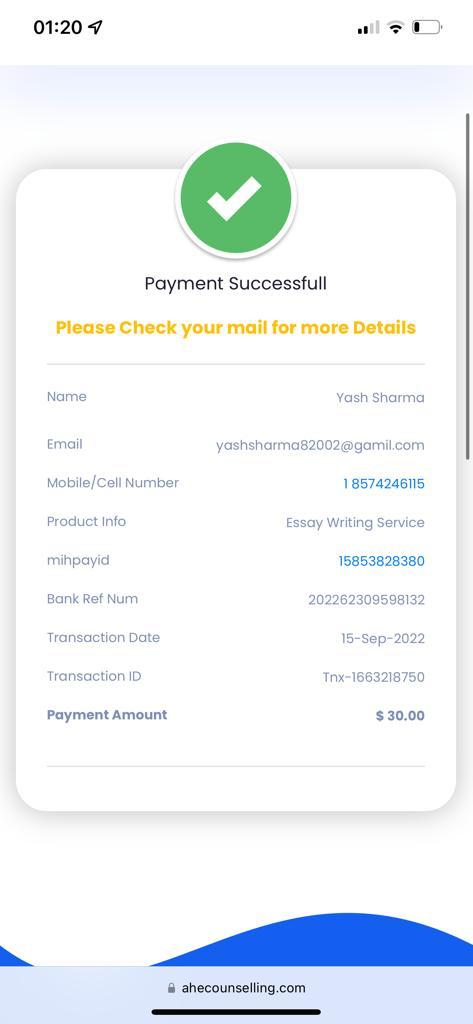 01:20
Payment Successfull
Please Check your mail for more Details
Name Yash Sharma
Email yashsharma82002@gamil.com
Mobile/Cell Number 1 8574246115
Product Info Essay Writing Service
mihpayid 15853828380
Bank Ref Num 202262309598132
Transaction Date 15-Sep-2022
Transaction ID Tnx-1663218750
Payment Amount $ 30.00
ahecounselling.com